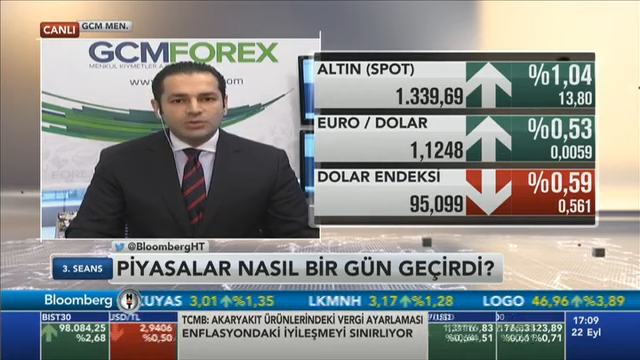 CANLI
GCM MEN.
GCMFOREX
MENKUL KIYMETLER A
www.
.com
ALTIN (SPOT)
1.339,69
%1,04
13,80
EURO / DOLAR
1,1248
%0,53
0,0059
DOLAR ENDEKSİ
95,099
%0,59
0,561
@BloombergHT
3. SEANS
PİYASALAR NASIL BİR GÜN GEÇİRDİ?
Bloomberg HT
KUYAS 3,01 1,35 LKMNH 3,17 1,28 LOGO 46,96 3,89
BIST30
98.084,25
%2,68
USD/TL
2,9406
%0,50
TCMB: AKARYAKIT ÜRÜNLERİNDEKİ VERGİ AYARLAMASI
ENFLASYONDAKİ İYİLEŞMEYİ SINIRLIYOR
17:09
22 Eyl